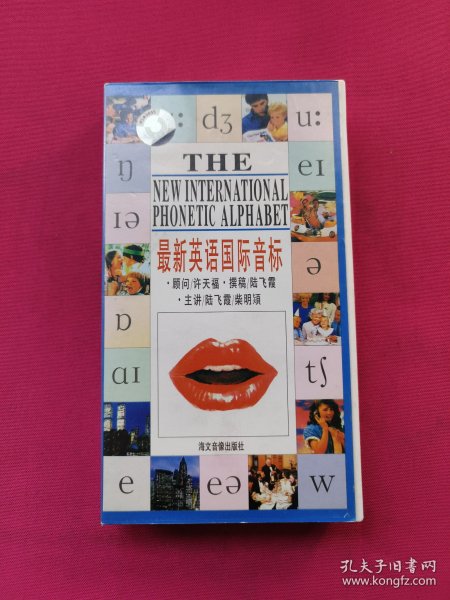 ː dʒ uː
THE
ŋ NEW INTERNATIONAL eɪ
PHONETIC ALPHABET
ɪə 最新英语国际音标 ə
·顾问/许天福·撰稿/陆飞霞
·主讲/陆飞霞/柴明颎
ɒ
ɑɪ tʃ
海文音像出版社
e eə w
孔夫子旧书网
www.kongfz.com